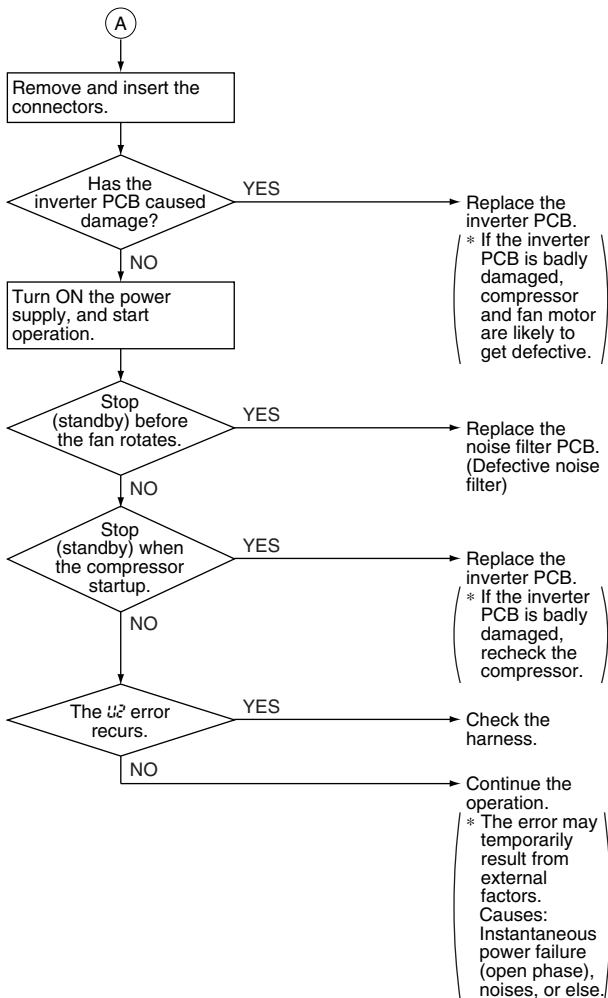 A
Remove and insert the
connectors.
Has the
inverter PCB caused
damage?
YES
Replace the
inverter PCB.
* If the inverter
PCB is badly
damaged,
compressor
and fan motor
are likely to
get defective.
NO
Turn ON the power
supply, and start
operation.
Stop
(standby) before
the fan rotates.
YES
Replace the
noise filter PCB.
(Defective noise
filter)
NO
Stop
(standby) when
the compressor
startup.
YES
Replace the
inverter PCB.
* If the inverter
PCB is badly
damaged,
recheck the
compressor.
NO
The U2 error
recurs.
YES
Check the
harness.
NO
Continue the
operation.
* The error may
temporarily
result from
external
factors.
Causes:
Instantaneous
power failure
(open phase),
noises, or else.